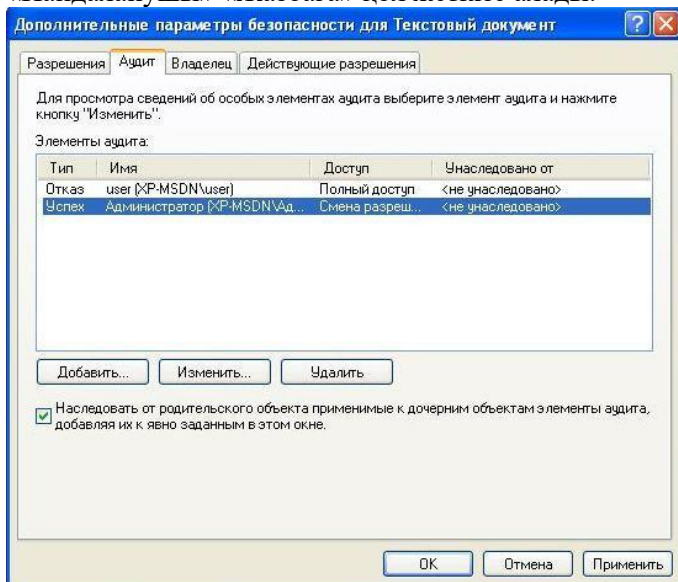 Дополнительные параметры безопасности для Текстовый документ
Разрешения Аудит Владелец Действующие разрешения
Для просмотра сведений об особых элементах аудита выберите элемент аудита и нажмите
кнопку "Изменить".
Элементы аудита:
Тип Имя Доступ Унаследовано от
Отказ user (XP-MSDN\user) Полный доступ <не унаследовано>
Успех Администратор (XP-MSDN\Ад... Смена разреш... <не унаследовано>
Добавить... Изменить... Удалить
Наследовать от родительского объекта применимые к дочерним объектам элементы аудита,
добавляя их к явно заданным в этом окне.
OK Отмена Применить